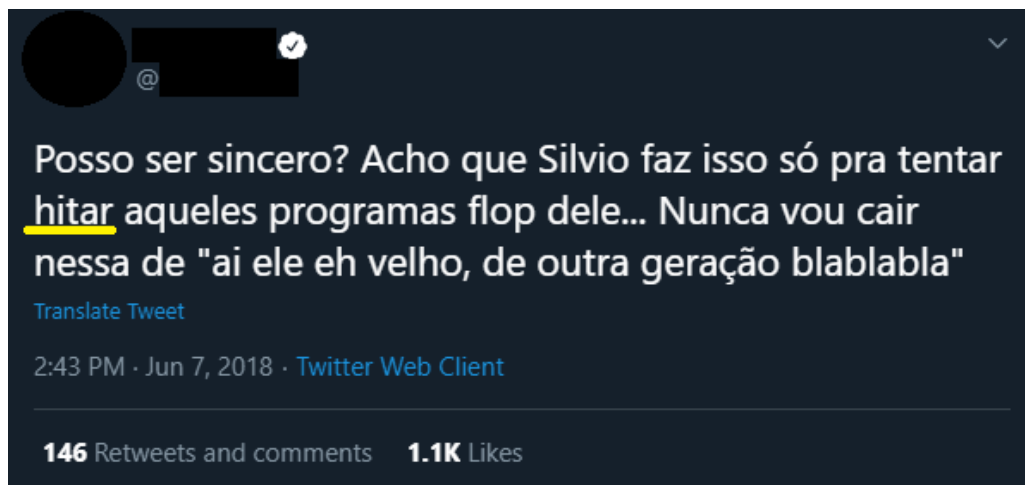 @
Posso ser sincero? Acho que Silvio faz isso só pra tentar
hitar aqueles programas flop dele... Nunca vou cair
nessa de "ai ele eh velho, de outra geração blablabla"
Translate Tweet
2:43 PM · Jun 7, 2018 · Twitter Web Client
146 Retweets and comments 1.1K Likes